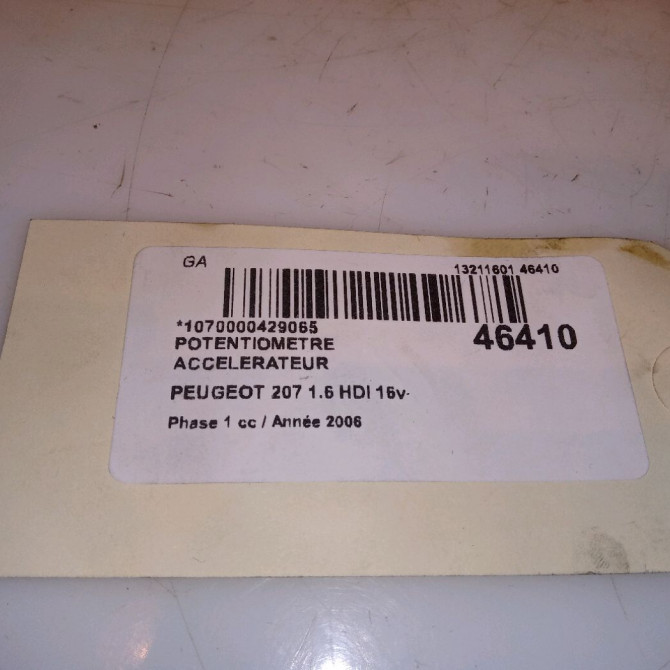 GA
13211601 46410
*1070000429065
46410
POTENTIOMETRE
ACCELERATEUR
PEUGEOT 207 1.6 HDI 16v-
Phase 1 cc / Année 2006